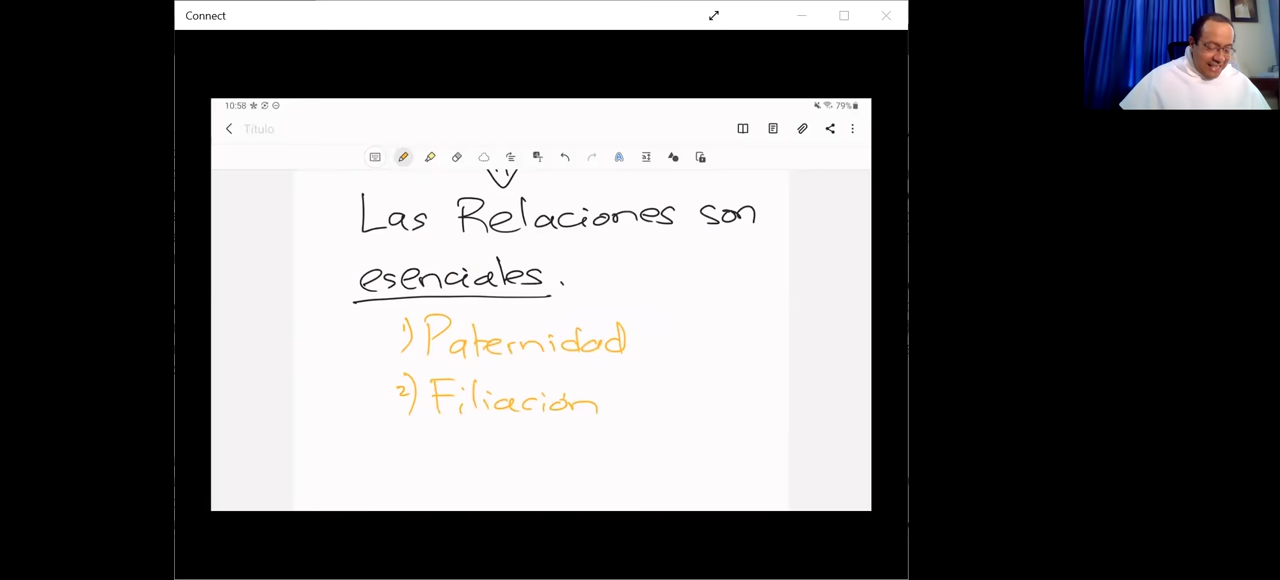 Connect
10:58
79%
Título
Las Relaciones son
esenciales.
1) Paternidad
2) Filiación